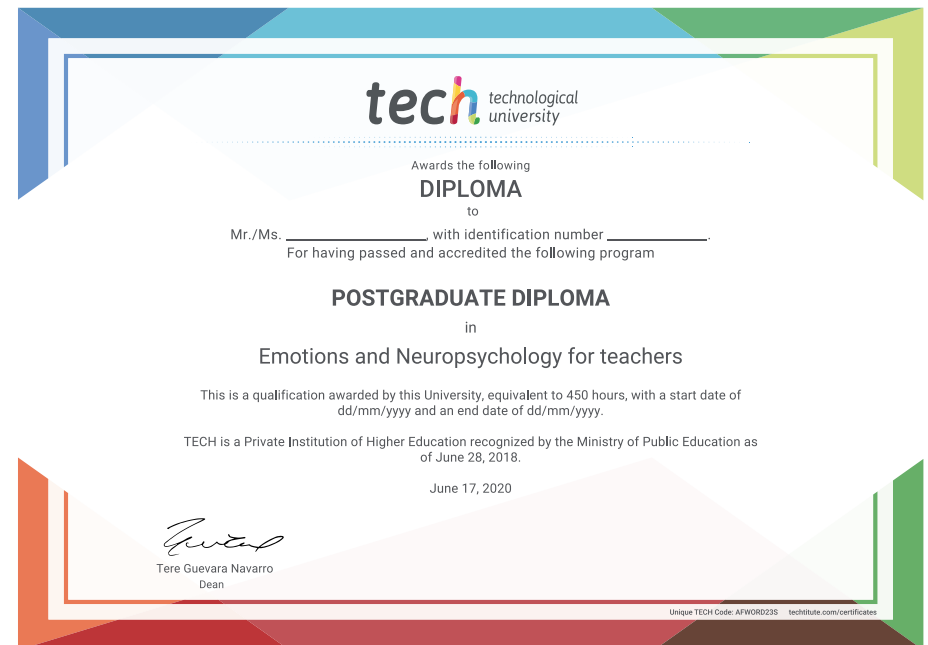 tech technological
university
Awards the following
DIPLOMA
to
Mr./Ms. ____________, with identification number ____________.
For having passed and accredited the following program
POSTGRADUATE DIPLOMA
in
Emotions and Neuropsychology for teachers
This is a qualification awarded by this University, equivalent to 450 hours, with a start date of
dd/mm/yyyy and an end date of dd/mm/yyyy.
TECH is a Private Institution of Higher Education recognized by the Ministry of Public Education as
of June 28, 2018.
June 17, 2020
Tere Guevara Navarro
Dean
Unique TECH Code: AFWORD23S techtitute.com/certificates